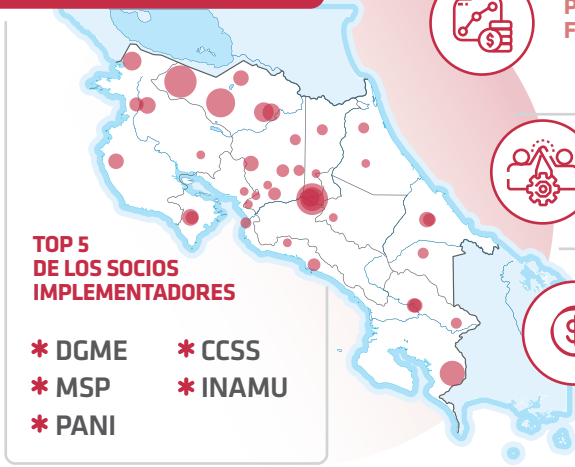 P
F
TOP 5
DE LOS SOCIOS
IMPLEMENTADORES
* DGME
* MSP
* PANI
* CCSS
* INAMU
$
$